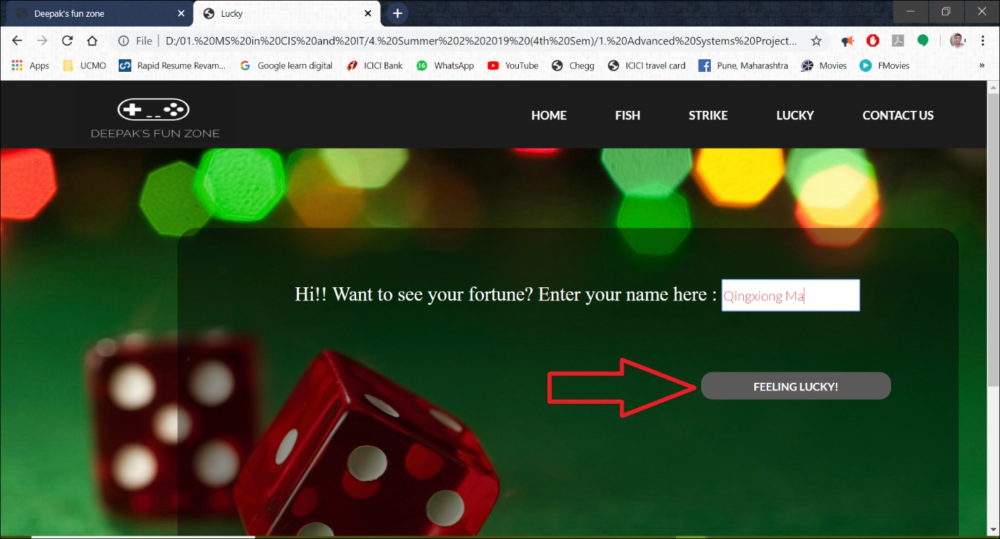 Deepak's fun zone
Lucky
File | D:/01.%20MS%20in%20CIS%20and%20IT/4.%20Summer%202%202019%20(4th%20Sem)/1.%20Advanced%20Systems%20Project...
Apps UCMO Rapid Resume Revam... Google learn digital ICICI Bank 16 WhatsApp YouTube Chegg ICICI travel card Pune, Maharashtra Movies FMovies »
DEEPAK'S FUN ZONE
HOME FISH STRIKE LUCKY CONTACT US
Hi!! Want to see your fortune? Enter your name here : Qingxiong Ma
FEELING LUCKY!